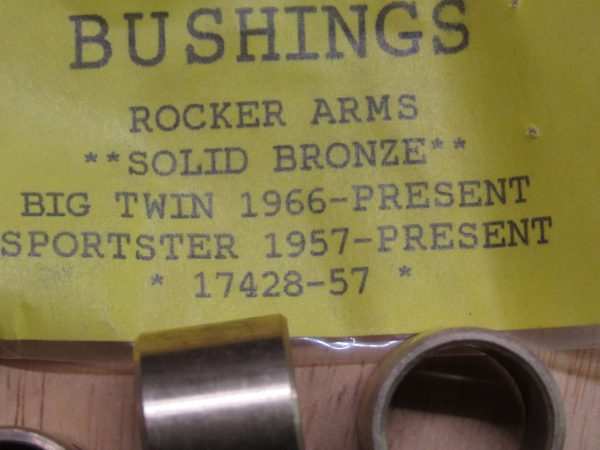 BUSHINGS
ROCKER ARMS
**SOLID BRONZE**
BIG TWIN 1966-PRESENT
SPORTSTER 1957-PRESENT
* 17428-57 *